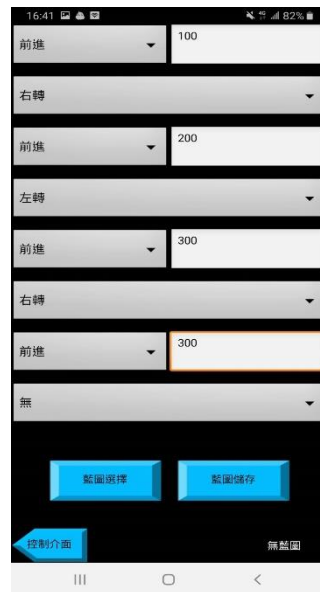 16:41 82%
前進 100
右轉
前進 200
左轉
前進 300
右轉
前進 300
無
藍圖選擇 藍圖儲存
控制介面 無藍圖